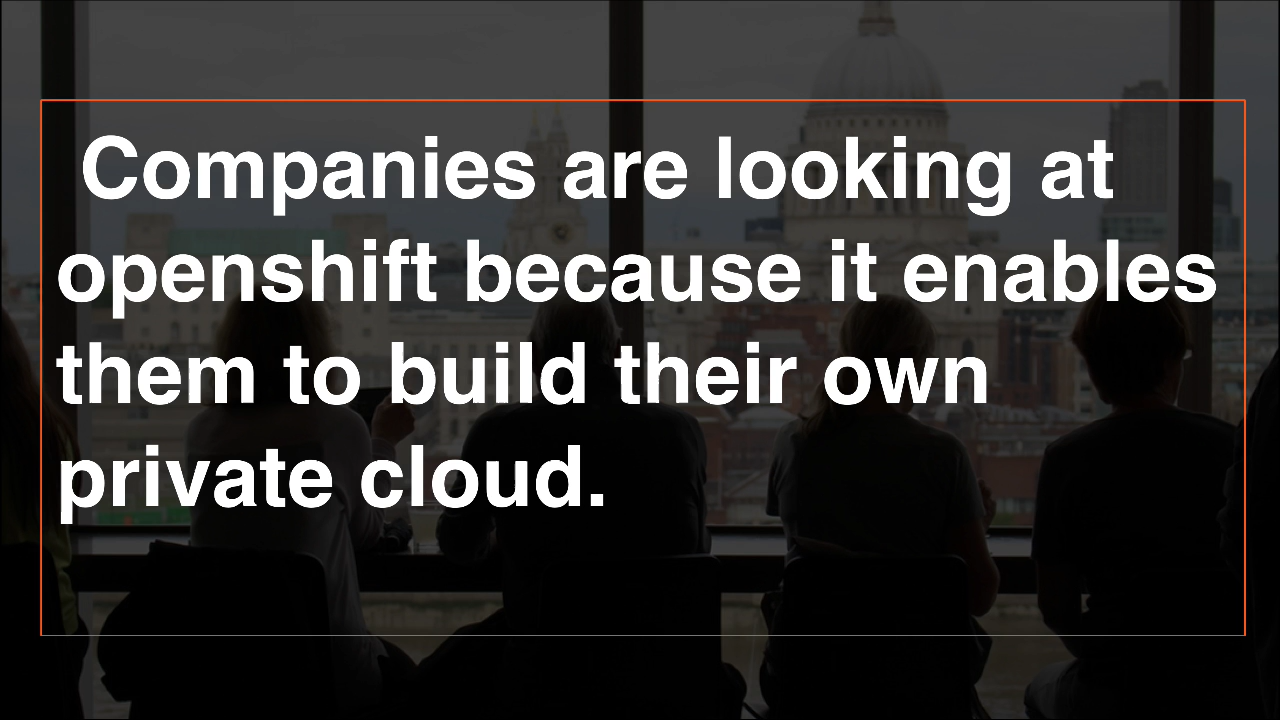 Companies are looking at
openshift because it enables
them to build their own
private cloud.